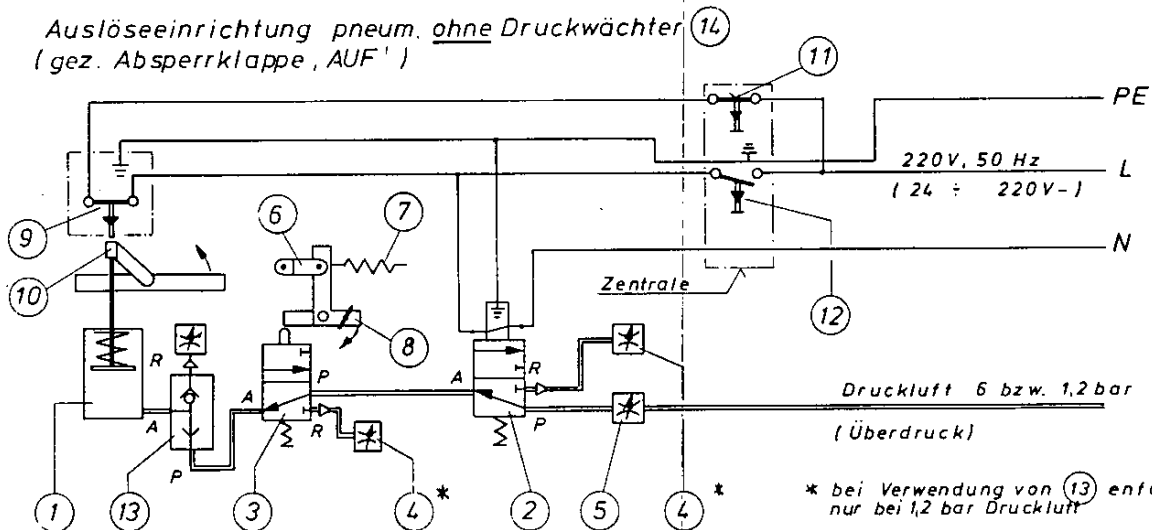 Auslöseeinrichtung pneum. ohne Druckwächter 14
(gez. Absperrklappe ‚AUF')
11
PE
220V, 50 Hz
L
(24 ÷ 220V-)
9
6
7
N
10
Zentrale
12
8
R
P
A
R
A
Druckluft 6 bzw. 1,2 bar
A
R
P
(Überdruck)
P
1
13
3
4 *
2
5
4 *
* bei Verwendung von 13
nur bei 1,2 bar Druckluft